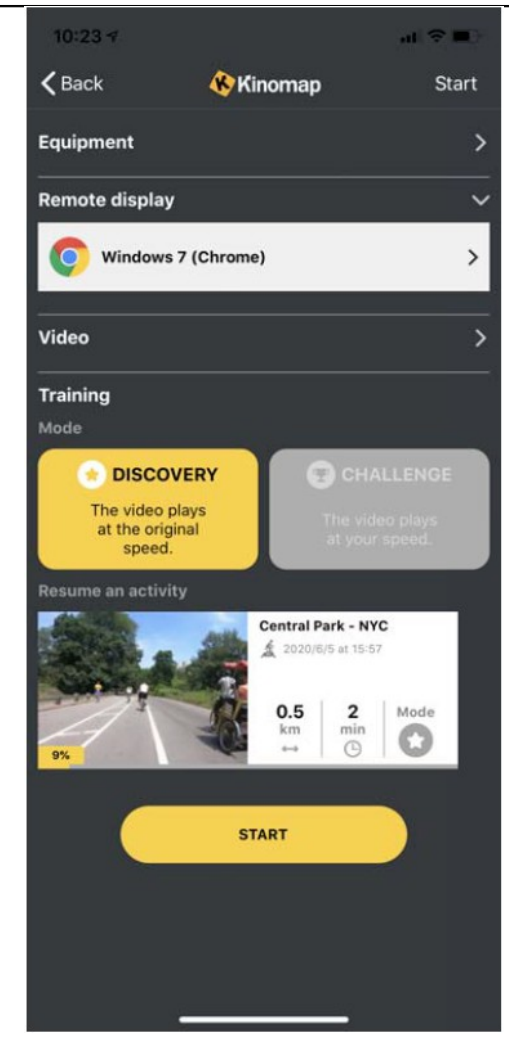 10:23
Back
Kinomap
Start
Equipment
Remote display
Windows 7 (Chrome)
Video
Training
Mode
DISCOVERY
The video plays
at the original
speed.
CHALLENGE
The video plays
at your speed.
Resume an activity
Central Park - NYC
2020/6/5 at 15:57
0.5
km
2
min
Mode
9%
START